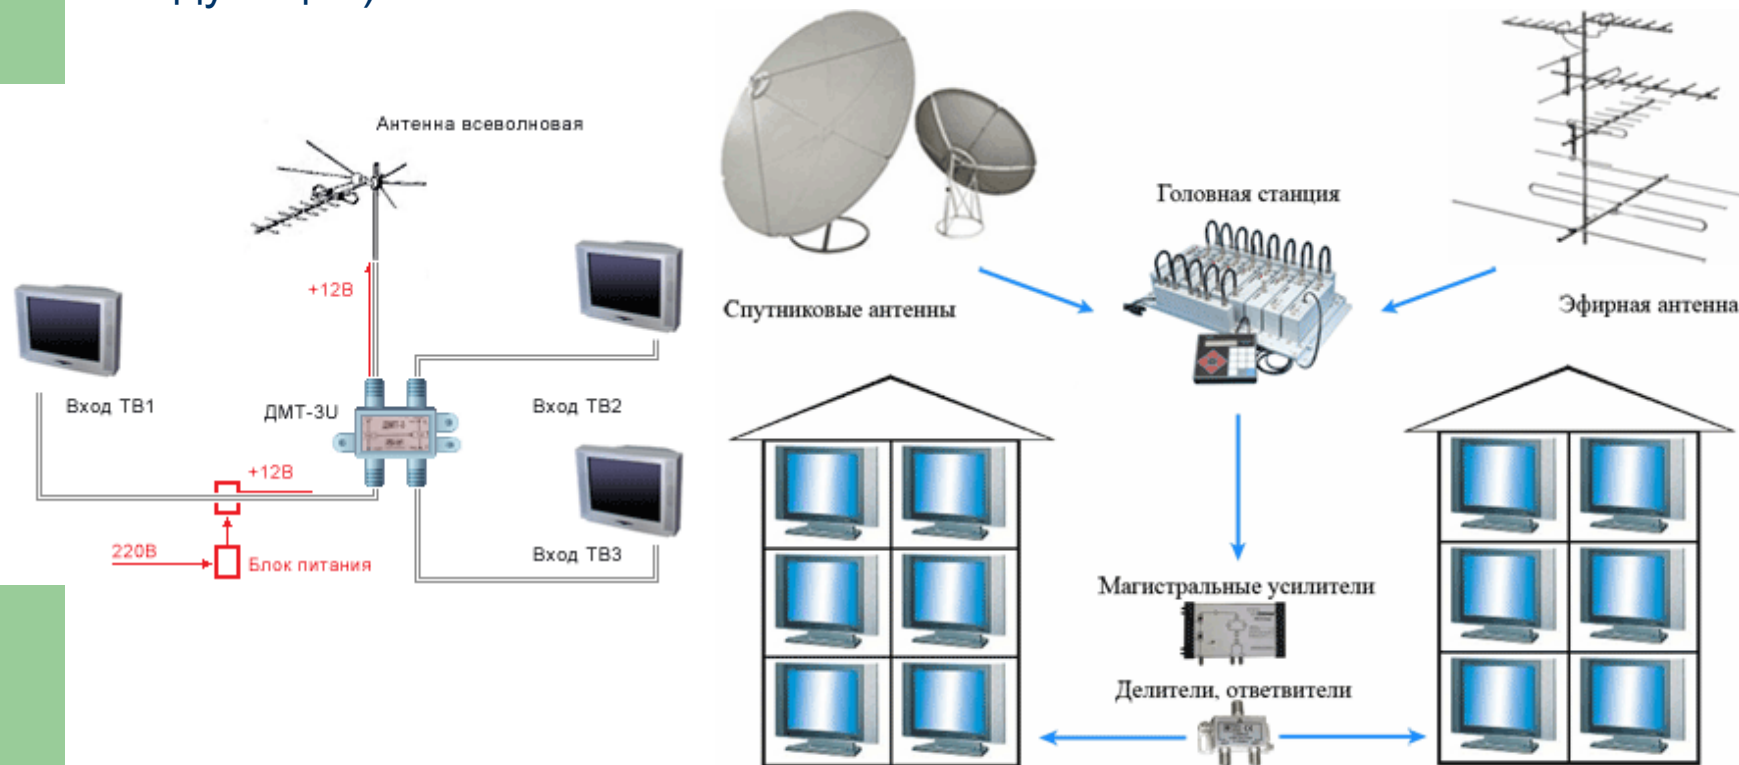 Антенна всеволновая
+12В
Вход ТВ1
ДМТ-3U
Вход ТВ2
+12В
220В
Блок питания
Вход ТВ3
Головная станция
Спутниковые антенны
Эфирная антенна
Магистральные усилители
Делители, ответвители